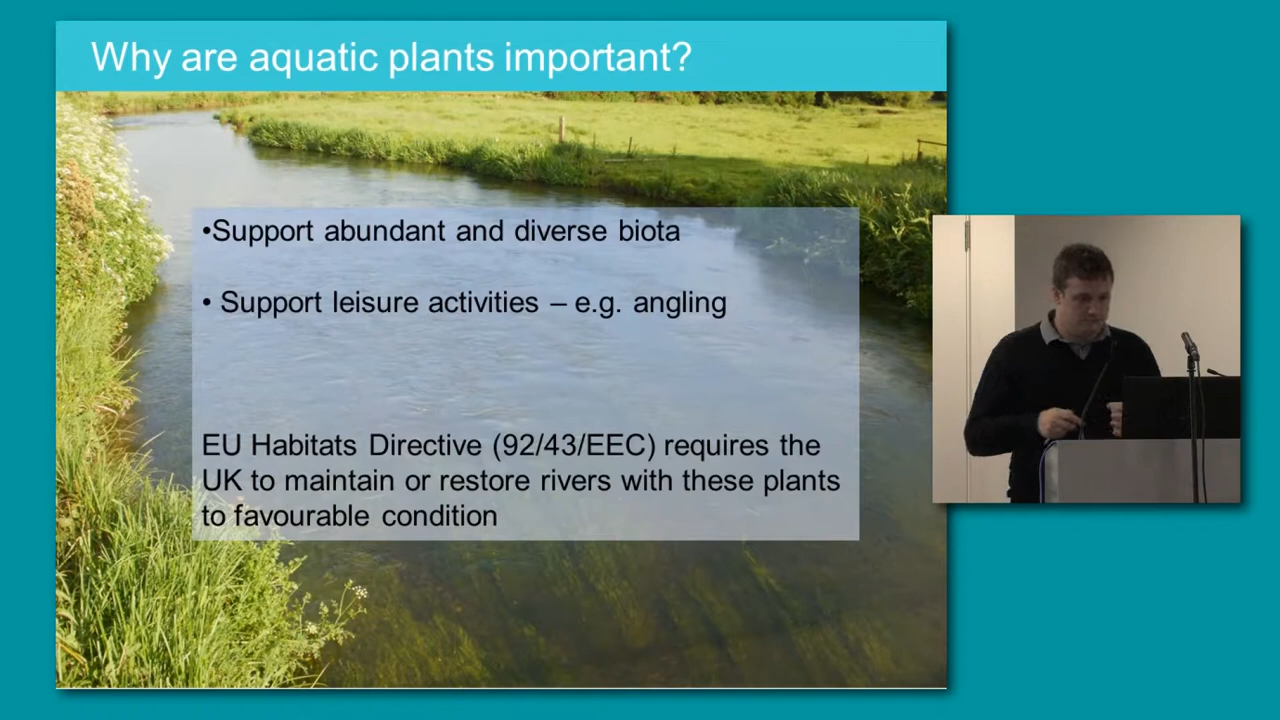 Why are aquatic plants important?
•Support abundant and diverse biota
• Support leisure activities – e.g. angling
EU Habitats Directive (92/43/EEC) requires the
UK to maintain or restore rivers with these plants
to favourable condition